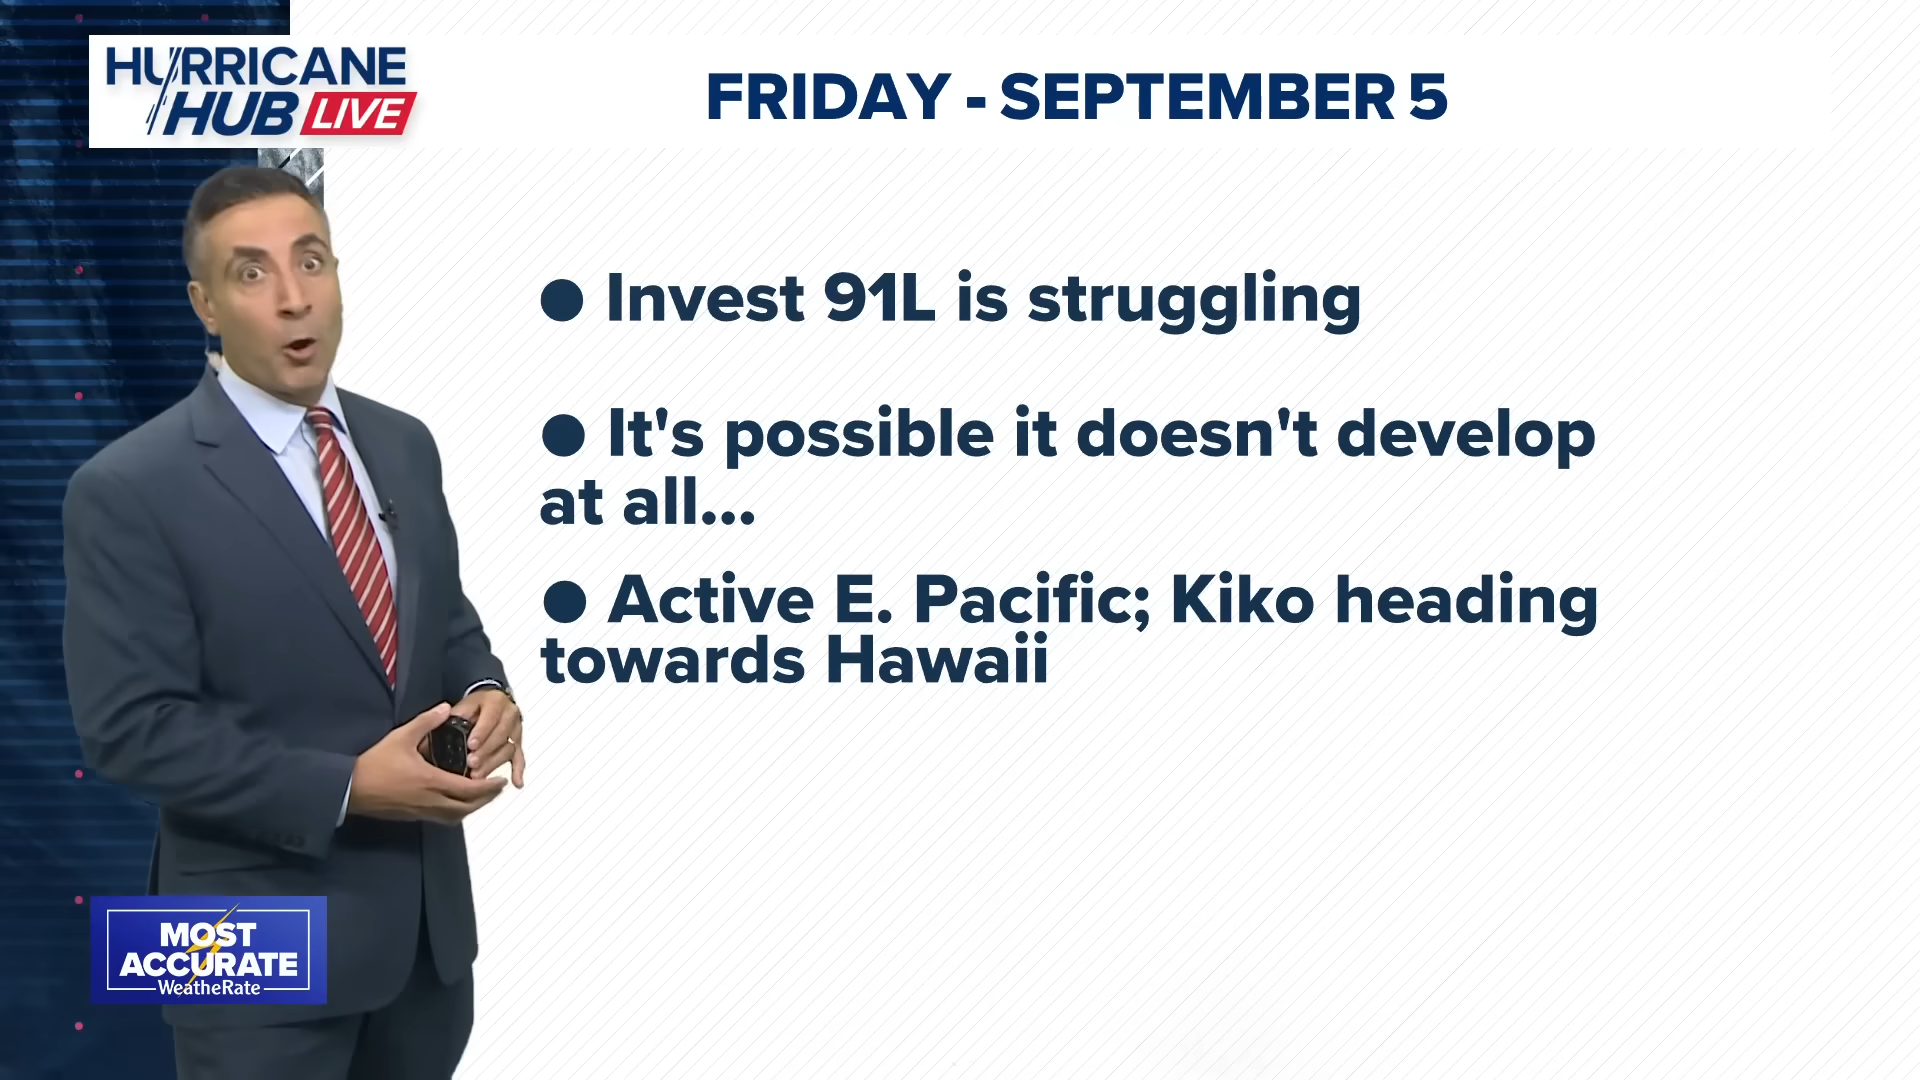 HURRICANE
HUB LIVE
FRIDAY - SEPTEMBER 5
● Invest 91L is struggling
● It's possible it doesn't develop
at all...
● Active E. Pacific; Kiko heading
towards Hawaii
MOST
ACCURATE
WeatheRate